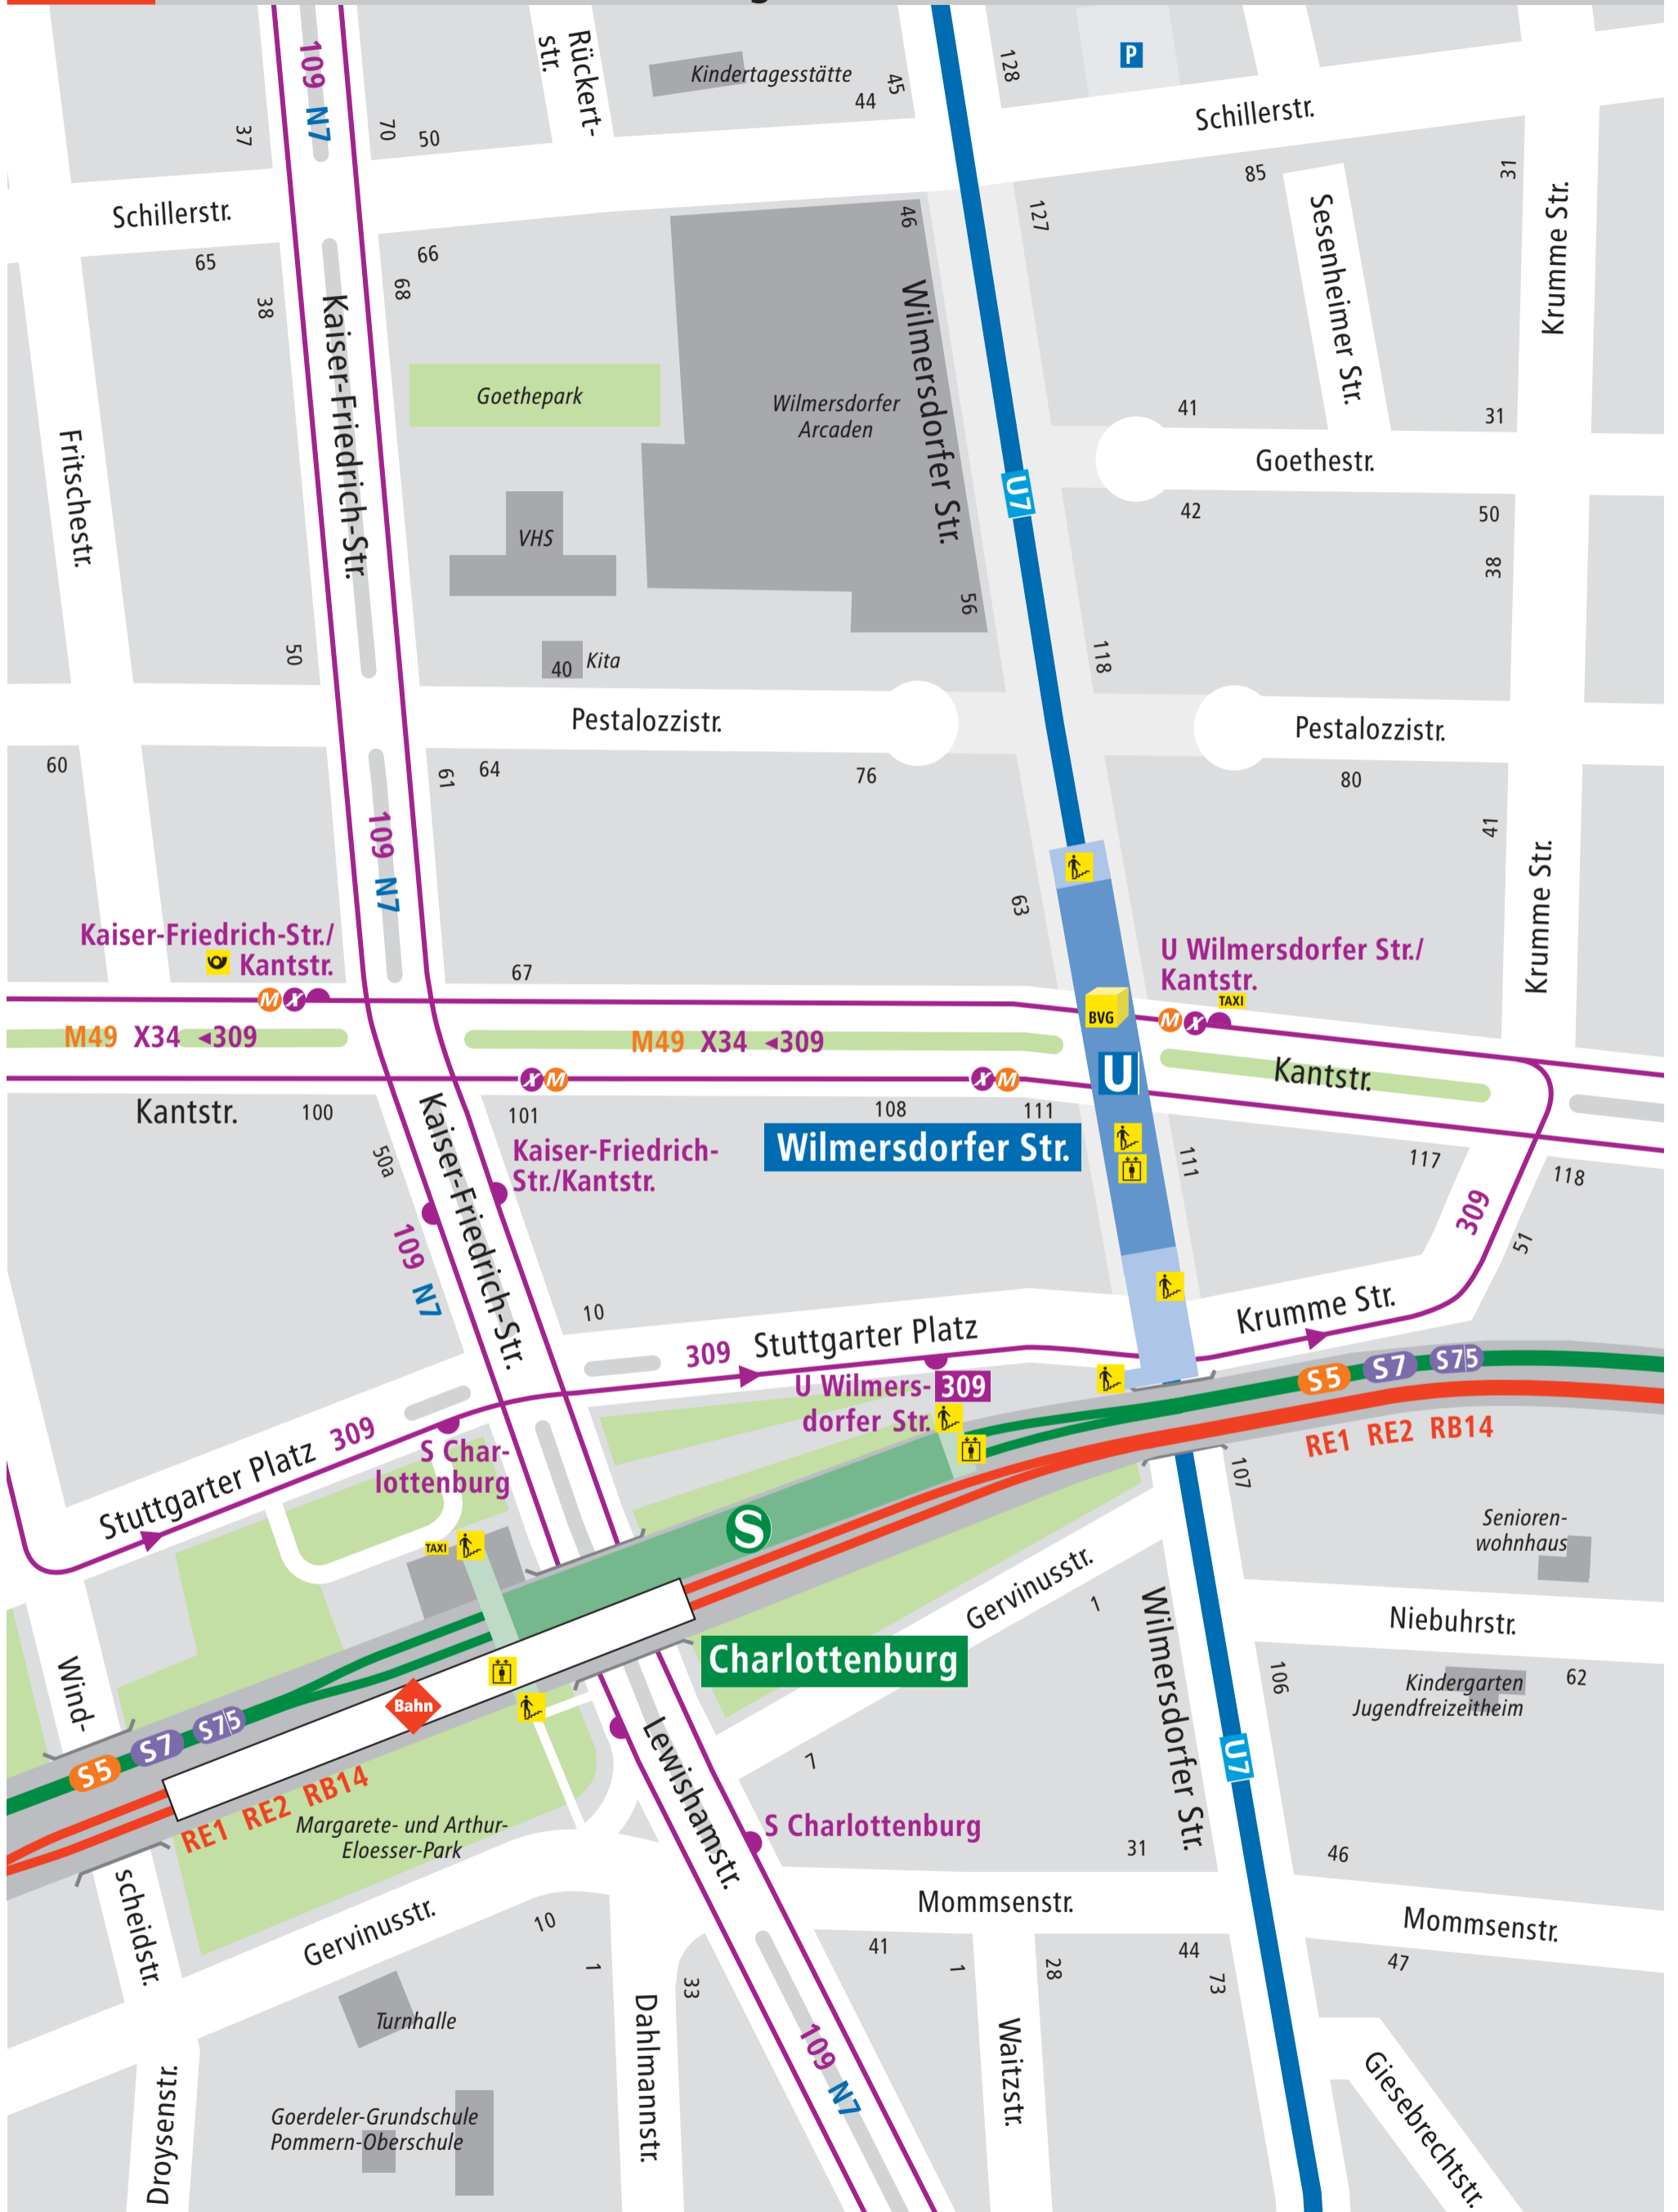 109 N7
Rückert-
str.
Kindertagesstätte
44
45
128
P
Schillerstr.
37
70
50
Schillerstr.
65
66
38
68
46
127
85
31
Sesenheimer Str.
Krumme Str.
Kaiser-Friedrich-Str.
Goethepark
Wilmersdorfer
Arcaden
Wilmersdorfer Str.
41
31
Goethestr.
Fritschestr.
U7
42
50
38
VHS
56
50
40
Kita
118
Pestalozzistr.
Pestalozzistr.
60
61
64
76
80
41
109 N7
63
Krumme Str.
Kaiser-Friedrich-Str./
Kantstr.
67
U Wilmersdorfer Str./
Kantstr.
TAXI
M X
BVG
M X
M49 X34 ◂309
M49 X34 ◂309
U
Kantstr.
X M
X M
Kantstr.
100
101
108
111
Kaiser-Friedrich-Str.
50a
Kaiser-Friedrich-
Str./Kantstr.
Wilmersdorfer Str.
111
117
118
309
51
109 N7
10
Stuttgarter Platz
309
Krumme Str.
U Wilmers-
309
dorfer Str.
S5 S7 S75
RE1 RE2 RB14
309
Stuttgarter Platz
S Char-
lottenburg
107
TAXI
S
Senioren-
wohnhaus
Gervinusstr.
1
Niebuhrstr.
Charlottenburg
Wind-
scheidstr.
Wilmersdorfer Str.
106
62
Kindergarten
Jugendfreizeitheim
Bahn
S5 S7 S75
U7
RE1 RE2 RB14
Lewishamstr.
7
Margarete- und Arthur-
Eloesser-Park
S Charlottenburg
31
46
Mommsenstr.
Mommsenstr.
Gervinusstr.
10
1
33
41
1
28
44
73
47
Turnhalle
Dahlmannstr.
109 N7
Waitzstr.
Giesebrechtstr.
Droysenstr.
Goerdeler-Grundschule
Pommern-Oberschule